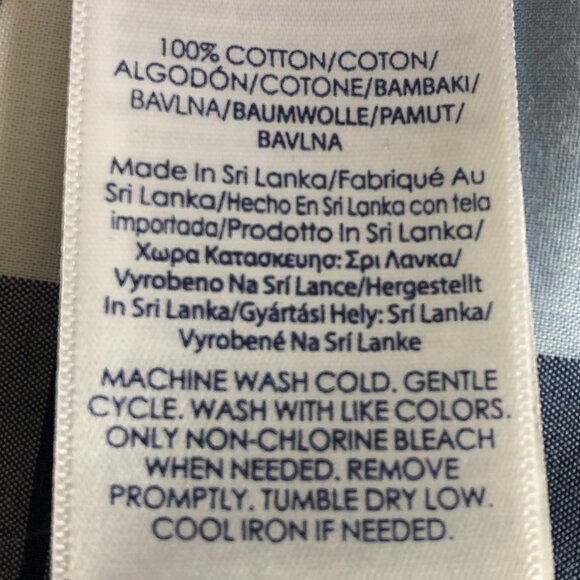 100% COTTON/COTON/
ALGODÓN/COTONE/BAMBAKI/
BAVLNA/BAUMWOLLE/PAMUT/
BAVLNA
Made In Sri Lanka/Fabriqué Au
Sri Lanka/Hecho En Sri Lanka con tela
importada/Prodotto In Sri Lanka/
Χωρα Κατασκευησ: Σρι Λανκα/
Vyrobeno Na Srí Lance/Hergestellt
In Sri Lanka/Gyártási Hely: Srí Lanka/
Vyrobené Na Srí Lanke
MACHINE WASH COLD. GENTLE
CYCLE. WASH WITH LIKE COLORS.
ONLY NON-CHLORINE BLEACH
WHEN NEEDED. REMOVE
PROMPTLY. TUMBLE DRY LOW.
COOL IRON IF NEEDED.